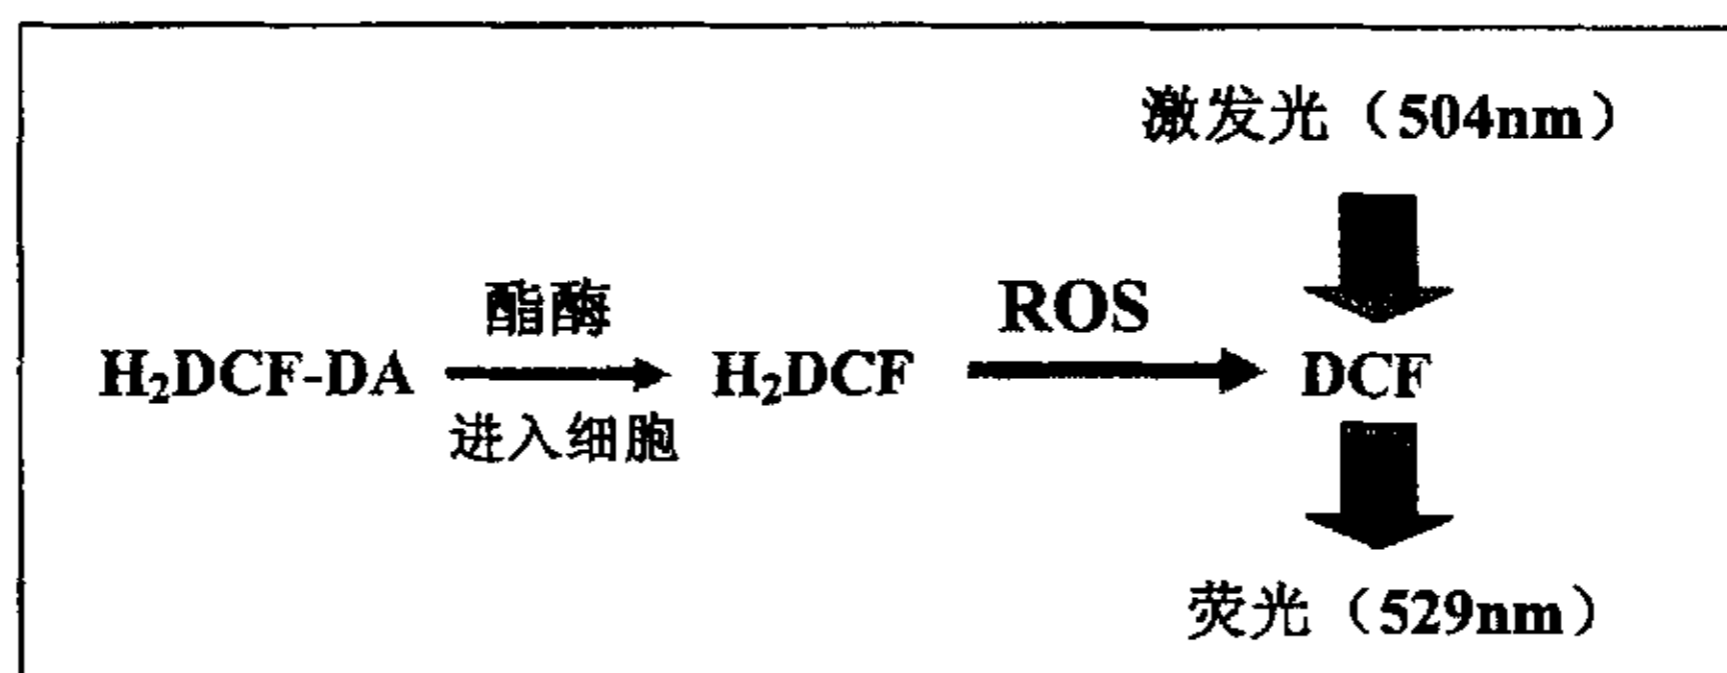 激发光（504nm）
酯酶
ROS
H₂DCF-DA
H₂DCF
DCF
进入细胞
荧光（529nm）